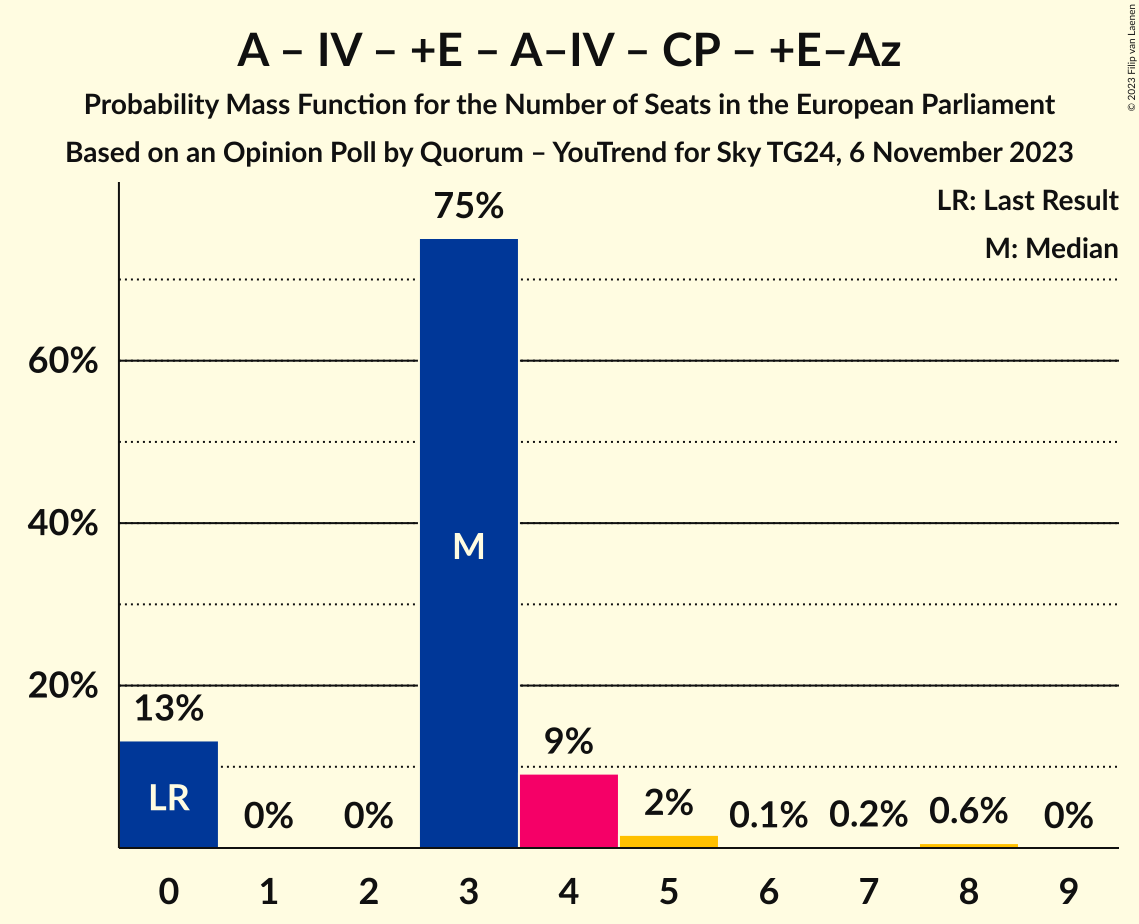 A – IV – +E – A–IV – CP – +E–Az
Probability Mass Function for the Number of Seats in the European Parliament
Based on an Opinion Poll by Quorum – YouTrend for Sky TG24, 6 November 2023
© 2023 Filip van Laenen
LR: Last Result
M: Median
75%
60%
40%
M
20%
13%
9%
LR
0%
0%
2%
0.1%
0.2%
0.6%
0%
0 1 2 3 4 5 6 7 8 9